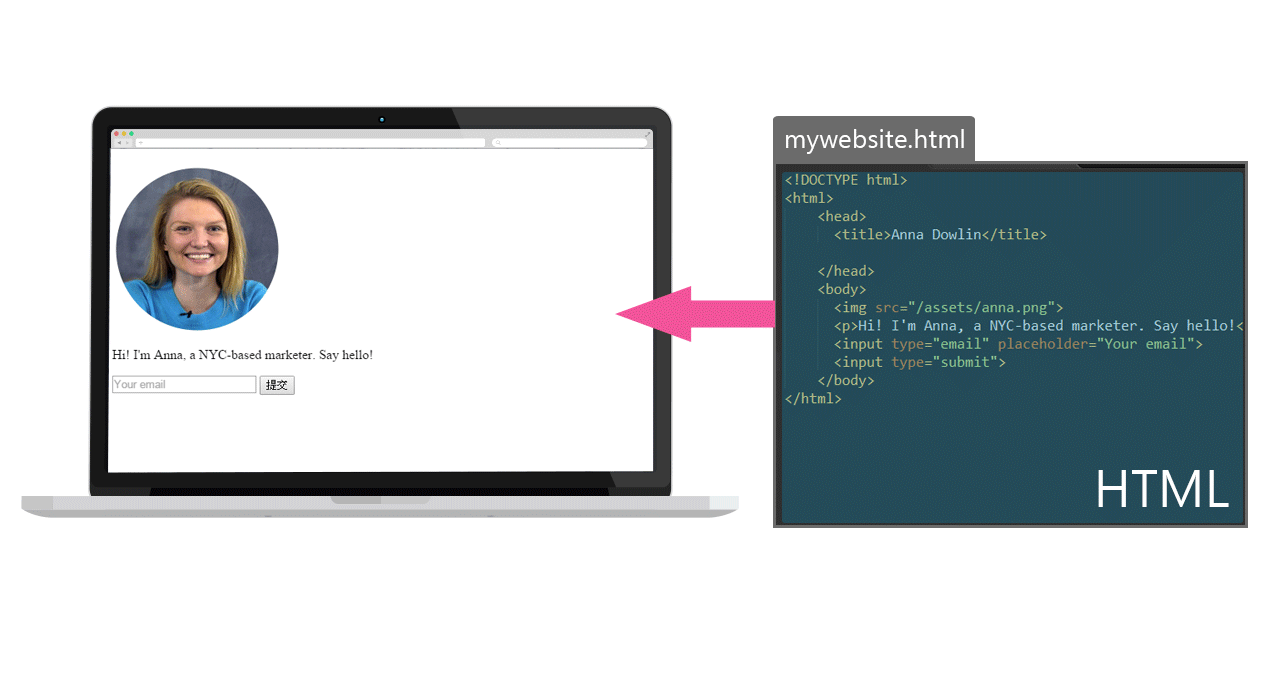 Hi! I'm Anna, a NYC-based marketer. Say hello!
Your email 提交
mywebsite.html
<!DOCTYPE html>
<html>
<head>
<title>Anna Dowlin</title>
</head>
<body>
<img src="/assets/anna.png">
<p>Hi! I'm Anna, a NYC-based marketer. Say hello!<
<input type="email" placeholder="Your email">
<input type="submit">
</body>
</html>
HTML